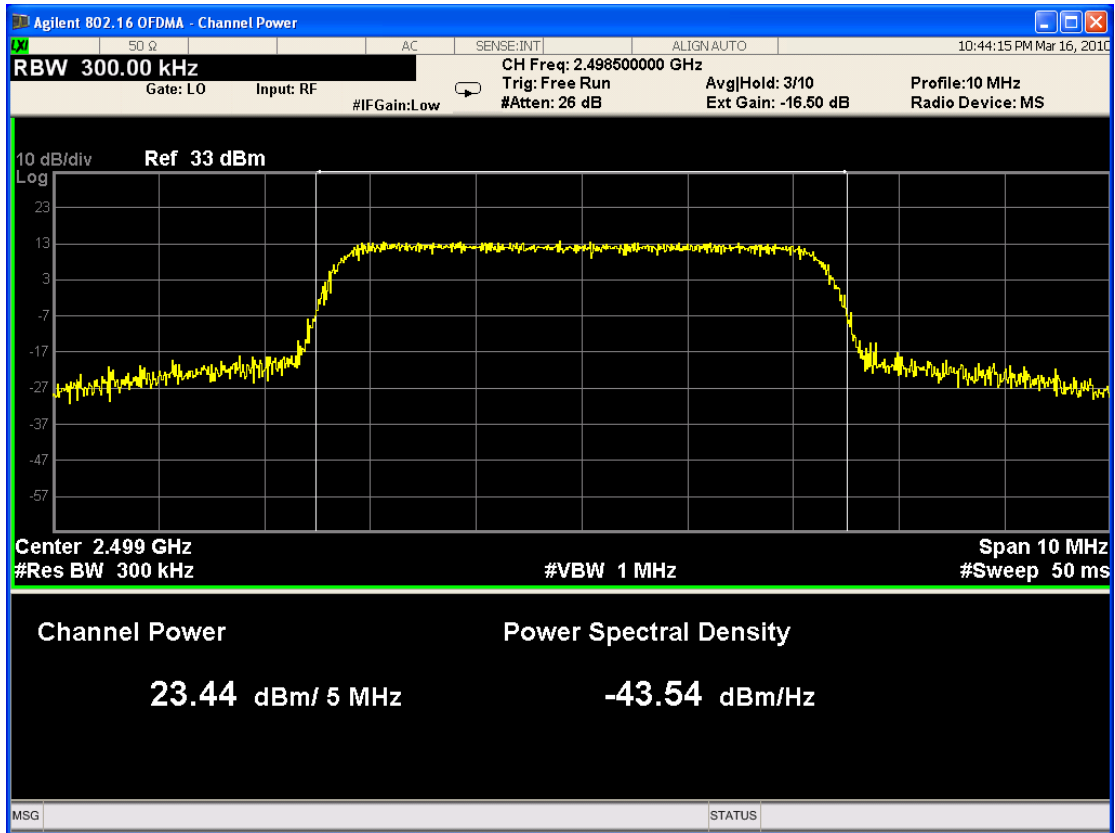 Agilent 802.16 OFDMA - Channel Power
LXI 50 Ω AC SENSE:INT ALIGN AUTO 10:44:15 PM Mar 16, 2010
RBW 300.00 kHz
CH Freq: 2.498500000 GHz
Gate: LO Input: RF Trig: Free Run Avg|Hold: 3/10 Profile:10 MHz
#IFGain:Low #Atten: 26 dB Ext Gain: -16.50 dB Radio Device: MS
10 dB/div Ref 33 dBm
Log
23
13
3
-7
-17
-27
-37
-47
-57
Center 2.499 GHz Span 10 MHz
#Res BW 300 kHz #VBW 1 MHz #Sweep 50 ms
Channel Power Power Spectral Density
23.44 dBm/ 5 MHz -43.54 dBm/Hz
MSG STATUS